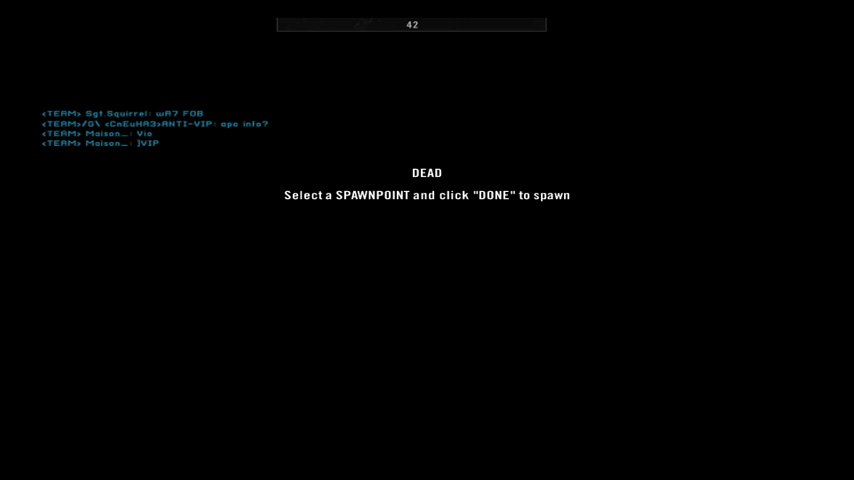 42
<TEAM> Sgt.Squirrel: wA7 FOB
<TEAM>/O\ <CnEuHA3>ANTI-VIP: apc info?
<TEAM> Maison_: Vio
<TEAM> Maison_: ]VIP
DEAD
Select a SPAWNPOINT and click "DONE" to spawn